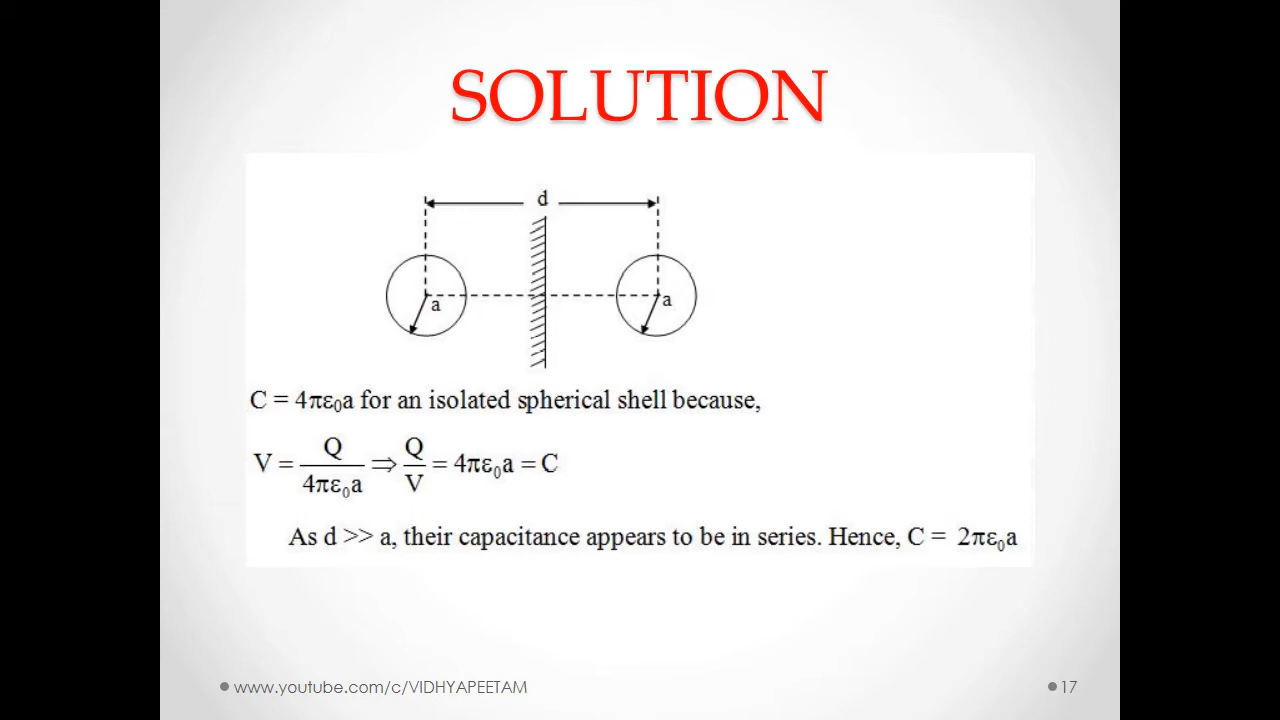 SOLUTION
d
a
a
C = 4πε₀a for an isolated spherical shell because,
V = Q / 4πε₀a ⇒ Q / V = 4πε₀a = C
As d >> a, their capacitance appears to be in series. Hence, C = 2πε₀a
www.youtube.com/c/VIDHYAPEETAM
17